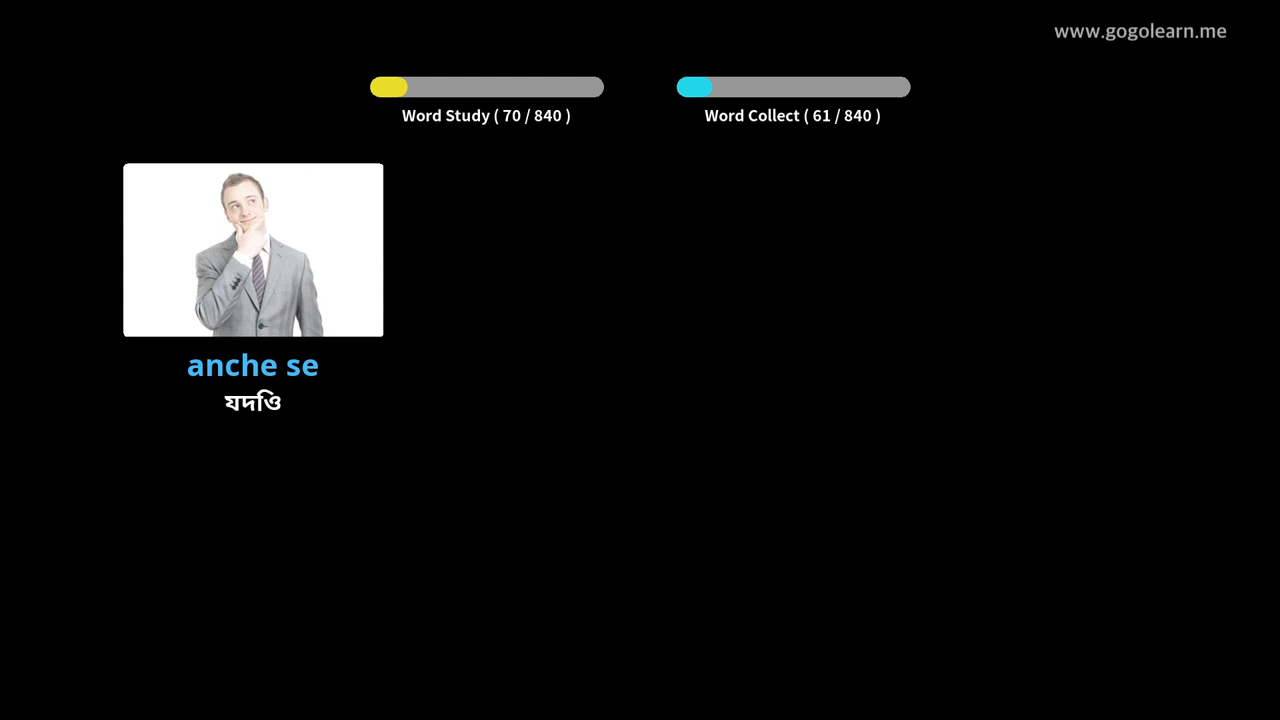 www.gogolearn.me
Word Study ( 70 / 840 )
Word Collect ( 61 / 840 )
anche se
যদিও